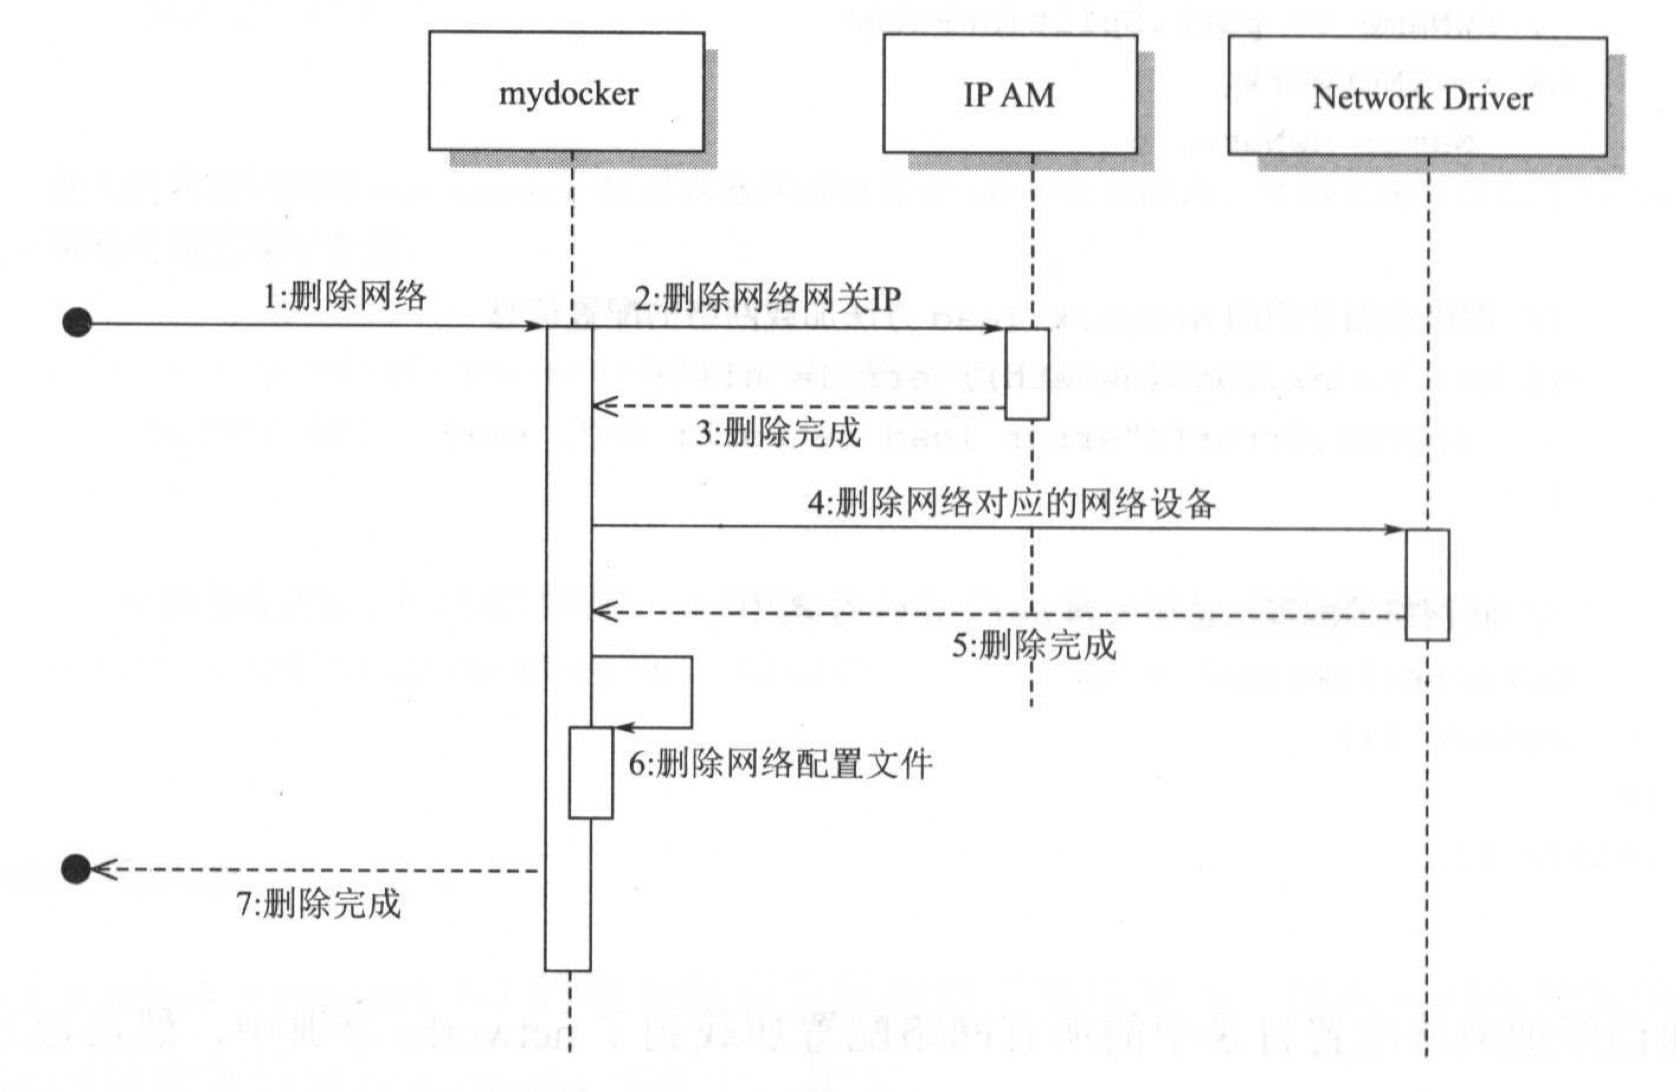 mydocker
IP AM
Network Driver
1:删除网络
2:删除网络网关IP
3:删除完成
4:删除网络对应的网络设备
5:删除完成
6:删除网络配置文件
7:删除完成